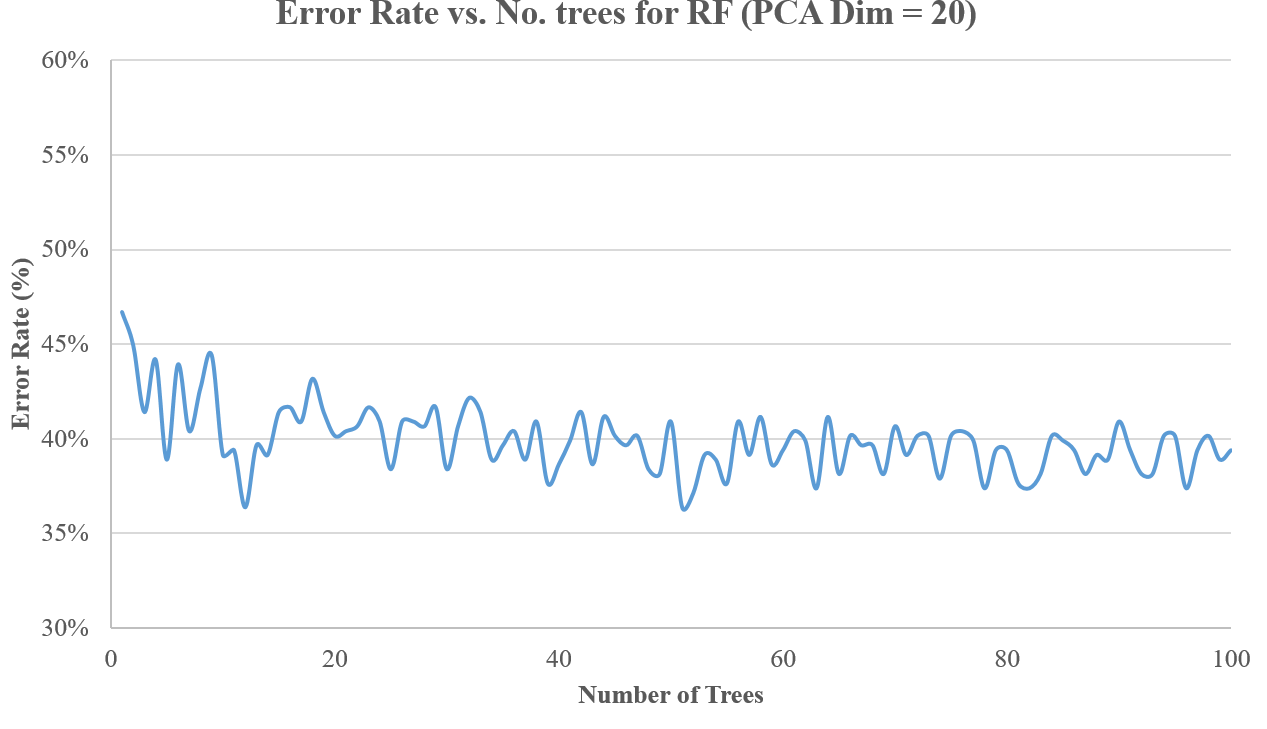 Error Rate vs. No. trees for RF (PCA Dim = 20)
60%
55%
50%
45%
40%
35%
30%
Error Rate (%)
0 20 40 60 80 100
Number of Trees